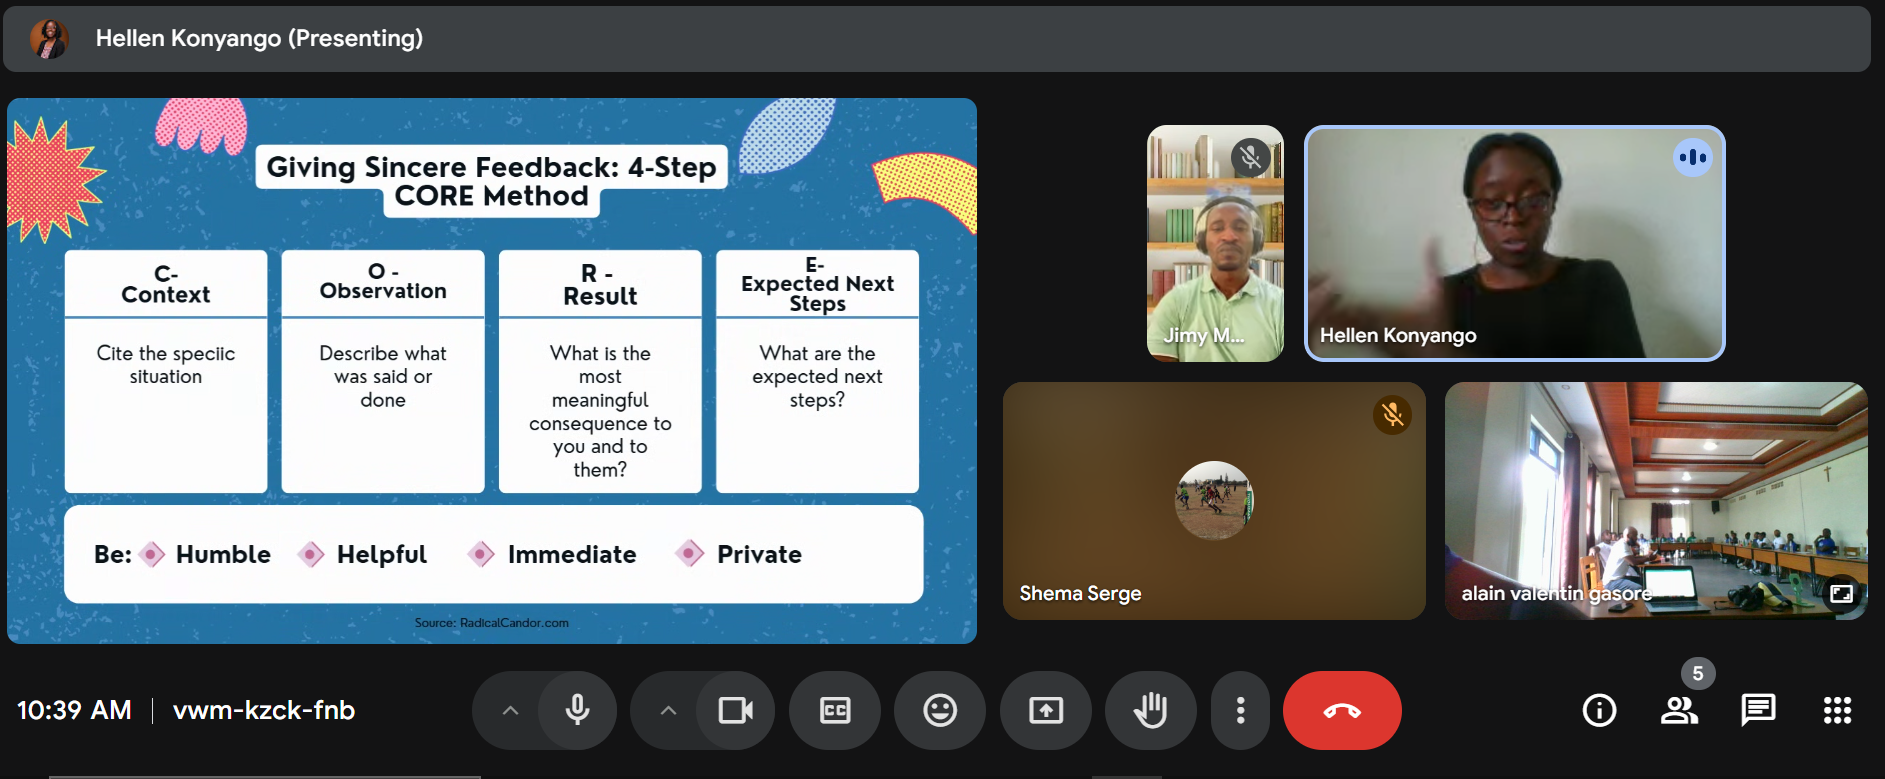 Hellen Konyango (Presenting)
Giving Sincere Feedback: 4-Step
CORE Method
C-
Context
Cite the speciic
situation
O -
Observation
Describe what
was said or
done
R -
Result
What is the
most
meaningful
consequence to
you and to
them?
E-
Expected Next
Steps
What are the
expected next
steps?
Be: Humble Helpful Immediate Private
Source: RadicalCandor.com
Jimy M...
Hellen Konyango
Shema Serge
alain valentin gasore
10:39 AM | vwm-kzck-fnb
CC
5